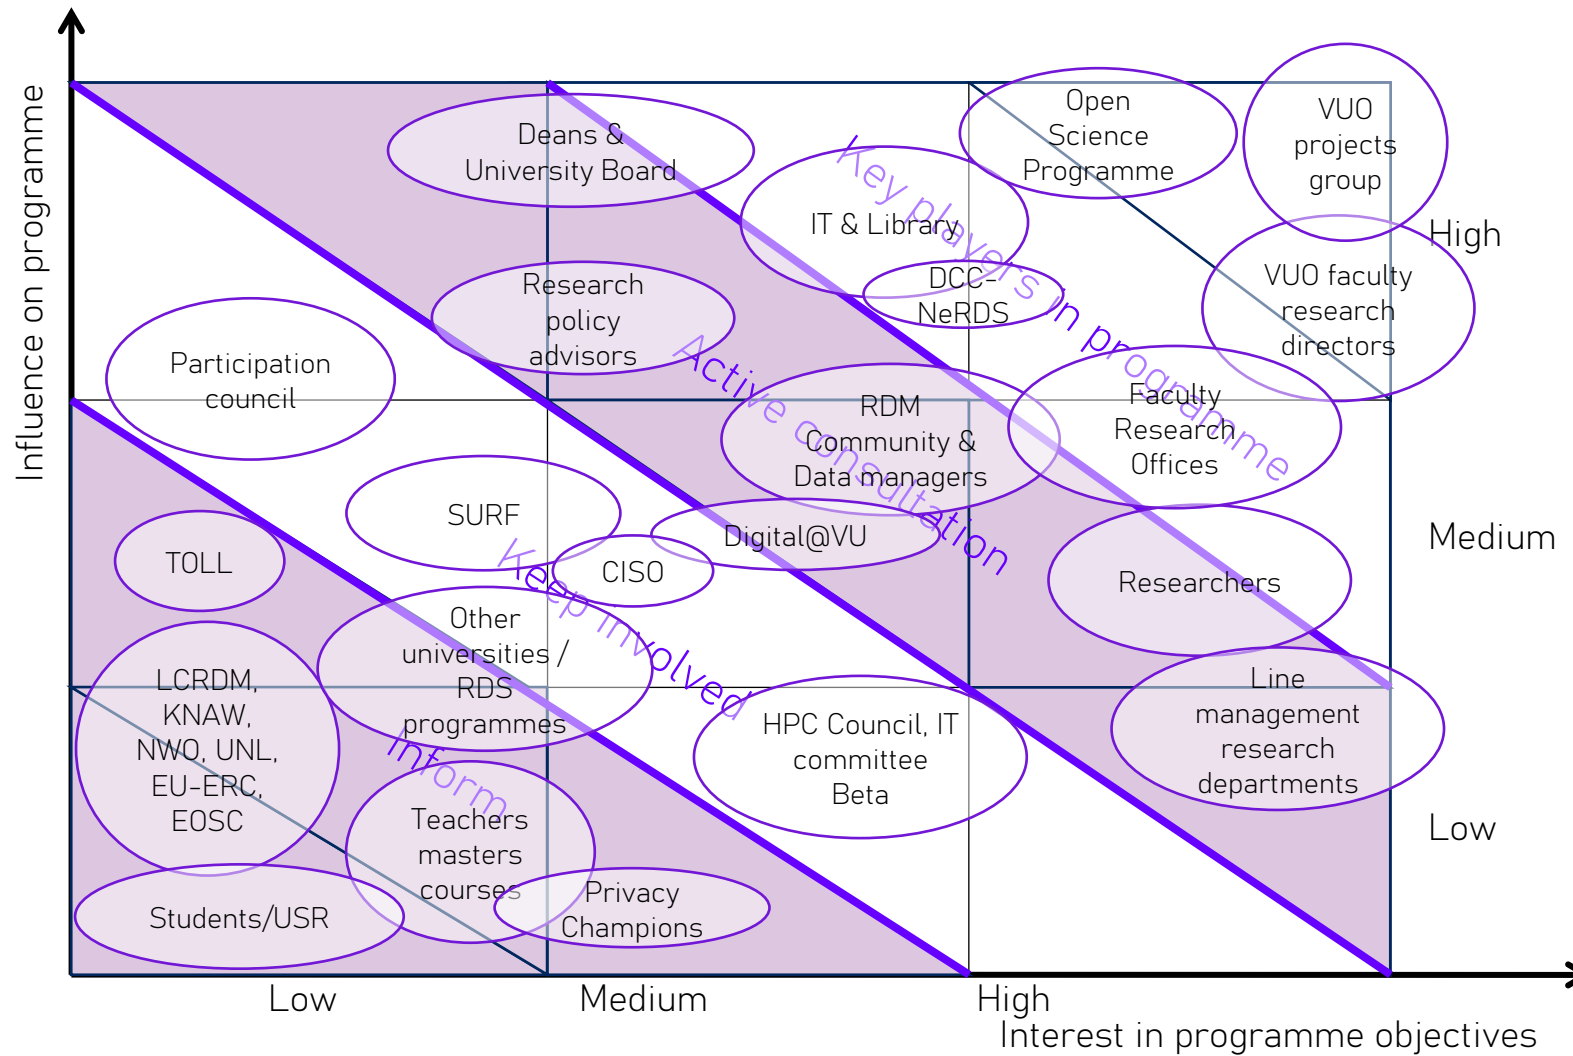 Influence on programme
Deans &
University Board
Open
Science
Programme
VUO
projects
group
Key players in programme
IT & Library
High
DCC-
NeRDS
VUO faculty
research
directors
Research
policy
advisors
Participation
council
Active consultation
RDM
Community &
Data managers
Faculty
Research
Offices
SURF
Digital@VU
Medium
TOLL
CISO
Keep involved
Researchers
Other
universities /
RDS
programmes
LCRDM,
KNAW,
NWO, UNL,
EU-ERC,
EOSC
Inform
HPC Council, IT
committee
Beta
Line
management
research
departments
Low
Teachers
masters
courses
Privacy
Champions
Students/USR
Low
Medium
High
Interest in programme objectives